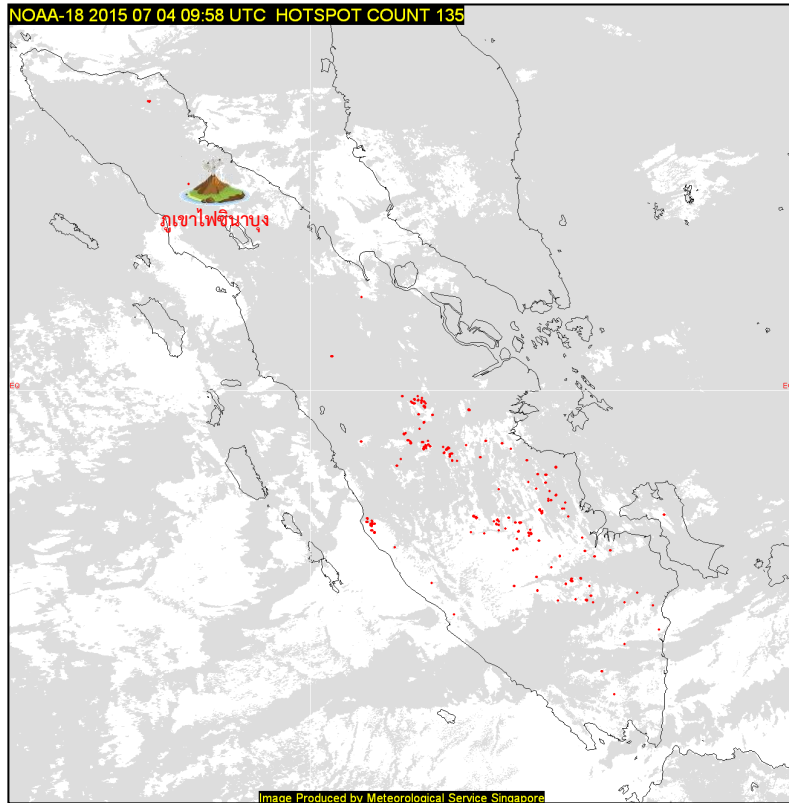 NOAA-18 2015 07 04 09:58 UTC HOTSPOT COUNT 135
ภูเขาไฟซินาบุง
EQ
Image Produced by Meteorological Service Singapore